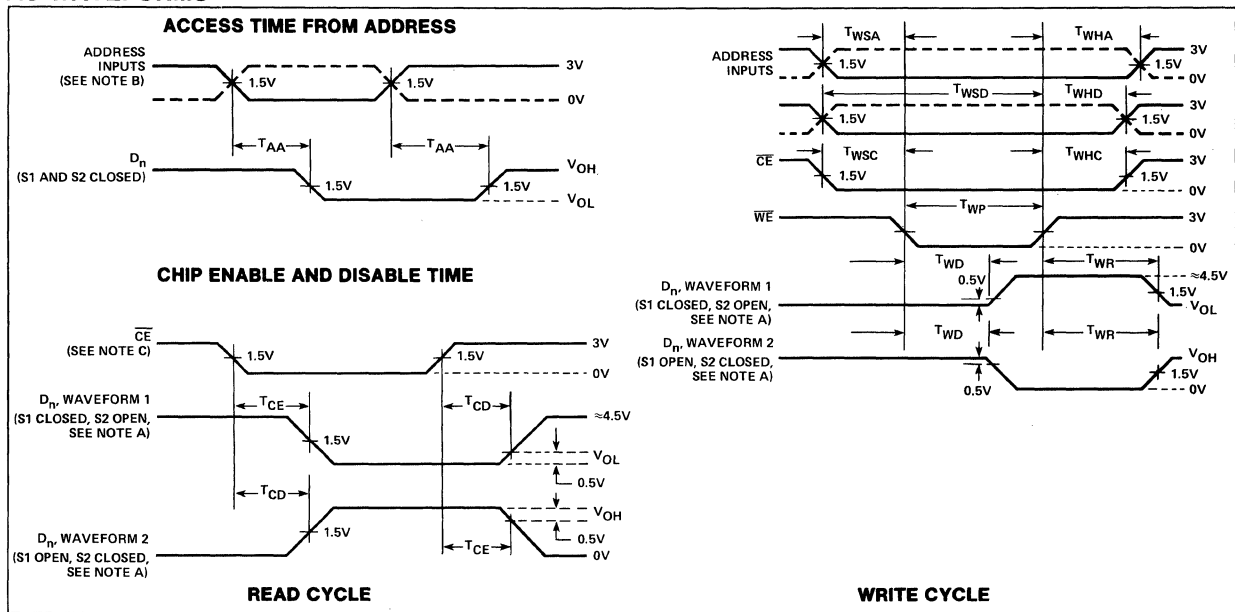 ACCESS TIME FROM ADDRESS
ADDRESS
INPUTS
(SEE NOTE B)
1.5V
1.5V
3V
0V
TAA
TAA
Dn
(S1 AND S2 CLOSED)
1.5V
1.5V
VOH
VOL
CHIP ENABLE AND DISABLE TIME
CE
(SEE NOTE C)
1.5V
1.5V
3V
0V
Dn, WAVEFORM 1
(S1 CLOSED, S2 OPEN,
SEE NOTE A)
TCE
TCD
≈4.5V
1.5V
VOL
0.5V
TCD
Dn, WAVEFORM 2
(S1 OPEN, S2 CLOSED,
SEE NOTE A)
1.5V
VOH
0.5V
TCE
0V
READ CYCLE
TWSA
TWHA
ADDRESS
INPUTS
1.5V
1.5V
3V
0V
TWSD
TWHD
1.5V
1.5V
3V
0V
CE
TWSC
TWHC
1.5V
1.5V
3V
0V
TWP
WE
3V
0V
TWD
TWR
0.5V
≈4.5V
Dn, WAVEFORM 1
(S1 CLOSED, S2 OPEN,
SEE NOTE A)
1.5V
VOL
TWD
TWR
Dn, WAVEFORM 2
(S1 OPEN, S2 CLOSED,
SEE NOTE A)
0.5V
VOH
1.5V
0V
WRITE CYCLE